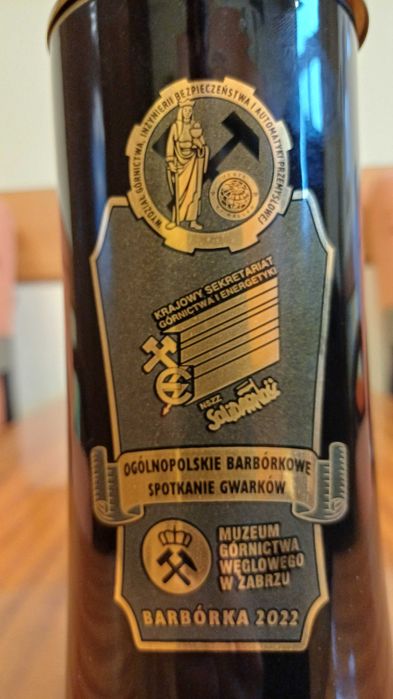 WYDZIAŁ GÓRNICTWA, INŻYNIERII BEZPIECZEŃSTWA I AUTOMATYKI PRZEMYSŁOWEJ
KRAJOWY SEKRETARIAT
GÓRNICTWA I ENERGETYKI
NSZZ
SOLIDARNOŚĆ
OGÓLNOPOLSKIE BARBÓRKOWE
SPOTKANIE GWARKÓW
MUZEUM
GÓRNICTWA
WĘGLOWEGO
W ZABRZU
BARBÓRKA 2022